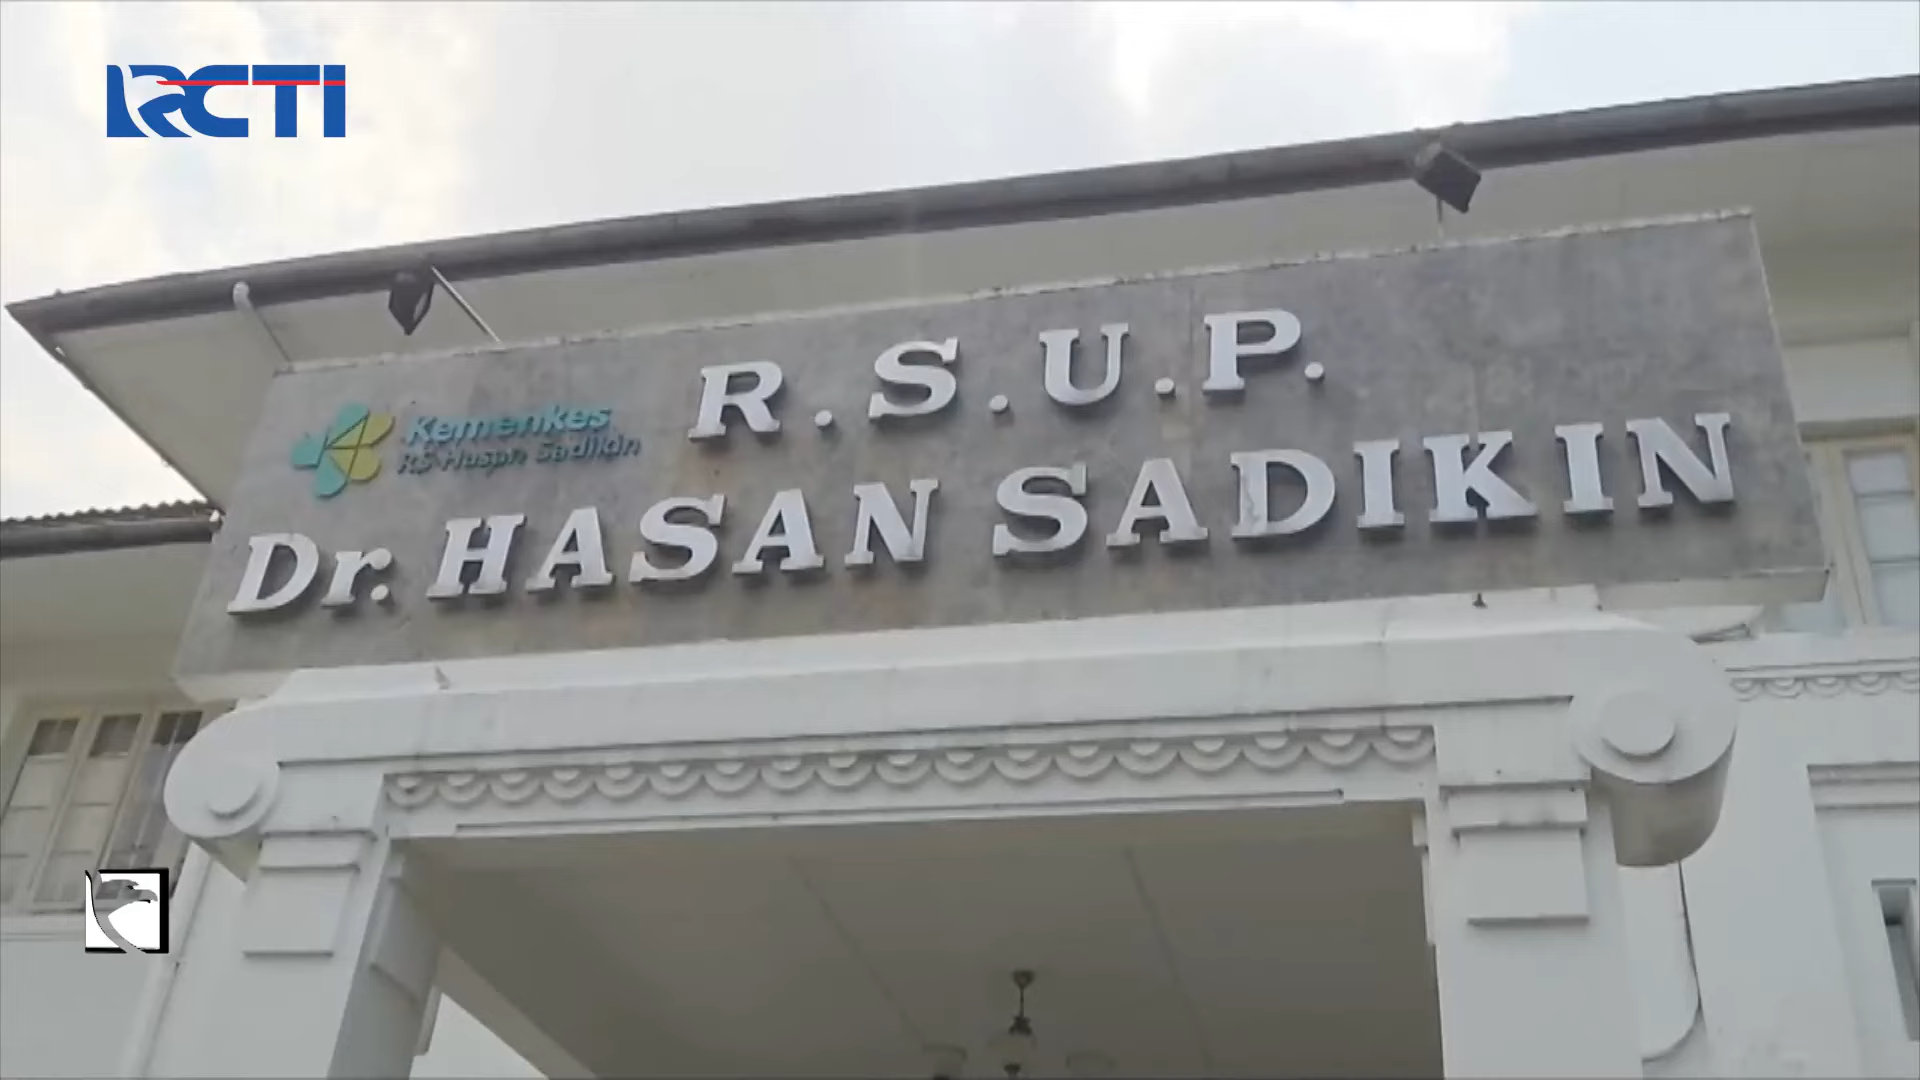 RCTI
R.S.U.P.
Kemenkes
RS Hasan Sadikin
Dr. HASAN SADIKIN